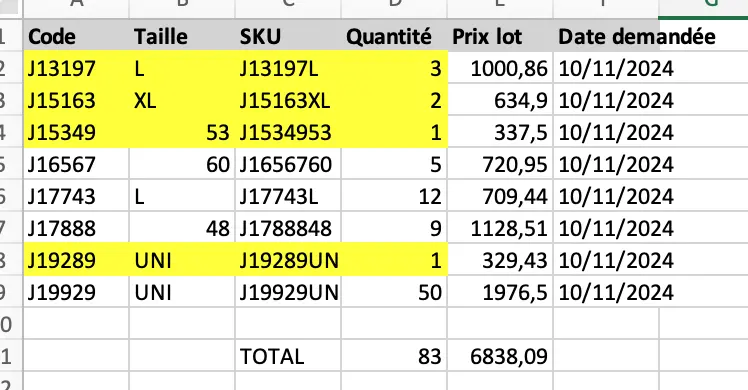 A B C D E F G
1 Code Taille SKU Quantité Prix lot Date demandée
2 J13197 L J13197L 3 1000,86 10/11/2024
3 J15163 XL J15163XL 2 634,9 10/11/2024
4 J15349 53 J1534953 1 337,5 10/11/2024
5 J16567 60 J1656760 5 720,95 10/11/2024
6 J17743 L J17743L 12 709,44 10/11/2024
7 J17888 48 J1788848 9 1128,51 10/11/2024
8 J19289 UNI J19289UN 1 329,43 10/11/2024
9 J19929 UNI J19929UN 50 1976,5 10/11/2024
0
1 TOTAL 83 6838,09
2